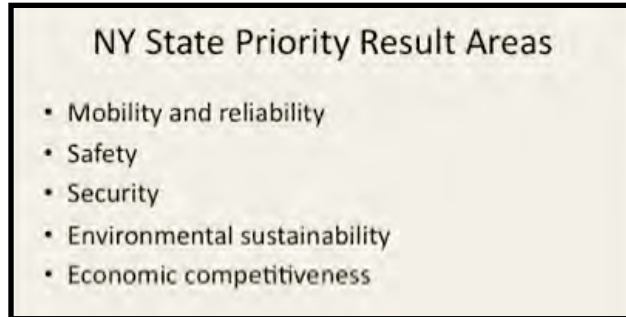 NY State Priority Result Areas
• Mobility and reliability
• Safety
• Security
• Environmental sustainability
• Economic competitiveness